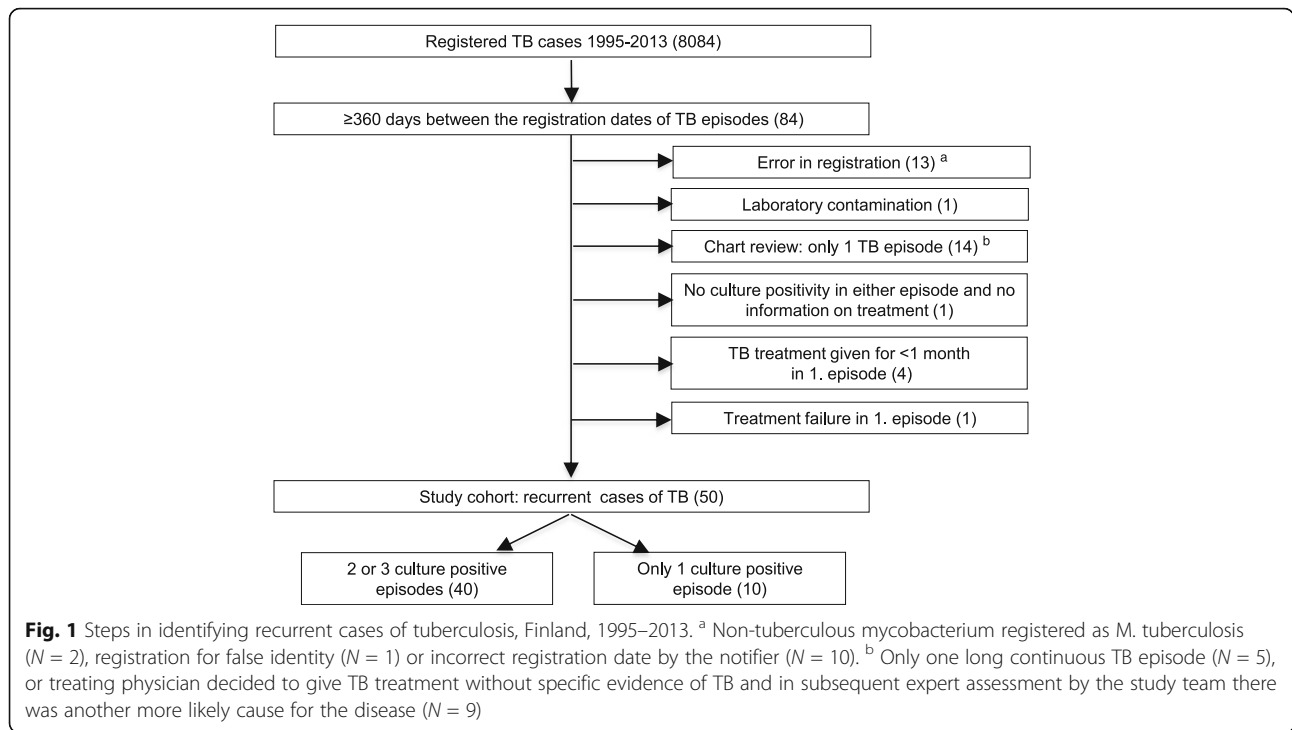 Registered TB cases 1995-2013 (8084)
≥360 days between the registration dates of TB episodes (84)
Error in registration (13) a
Laboratory contamination (1)
Chart review: only 1 TB episode (14) b
No culture positivity in either episode and no
information on treatment (1)
TB treatment given for <1 month
in 1. episode (4)
Treatment failure in 1. episode (1)
Study cohort: recurrent cases of TB (50)
2 or 3 culture positive
episodes (40)
Only 1 culture positive
episode (10)
Fig. 1 Steps in identifying recurrent cases of tuberculosis, Finland, 1995–2013. a Non-tuberculous mycobacterium registered as M. tuberculosis
(N = 2), registration for false identity (N = 1) or incorrect registration date by the notifier (N = 10). b Only one long continuous TB episode (N = 5),
or treating physician decided to give TB treatment without specific evidence of TB and in subsequent expert assessment by the study team there
was another more likely cause for the disease (N = 9)